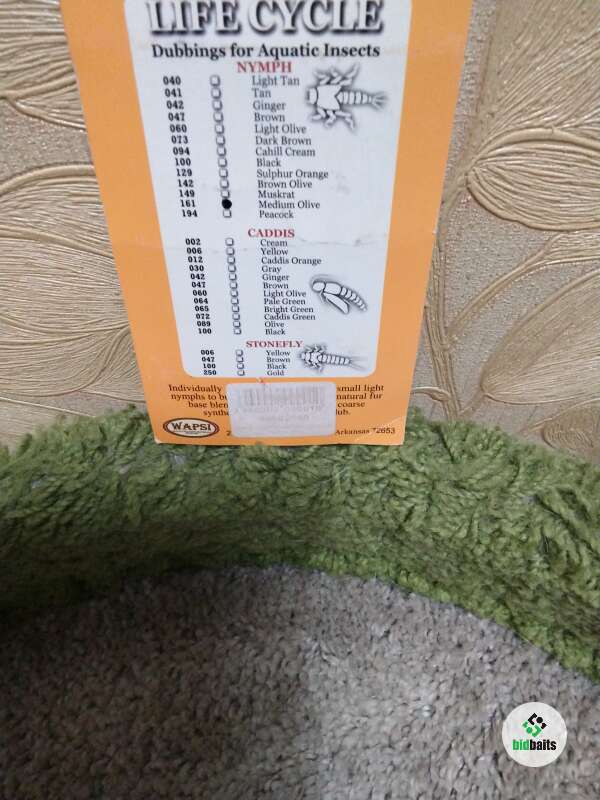 LIFE CYCLE
Dubbings for Aquatic Insects
NYMPH
040 Light Tan
041 Tan
042 Ginger
047 Brown
060 Light Olive
073 Dark Brown
094 Cahill Cream
100 Black
129 Sulphur Orange
142 Brown Olive
149 Muskrat
161 Medium Olive
194 Peacock
CADDIS
002 Cream
006 Yellow
012 Caddis Orange
030 Gray
042 Ginger
047 Brown
060 Light Olive
064 Pale Green
065 Bright Green
072 Caddis Green
089 Olive
100 Black
STONEFLY
006 Yellow
047 Brown
100 Black
250 Gold
Individually small light
nymphs to natural fur
base coarse
WAPSI Arkansas 72653
bidbaits